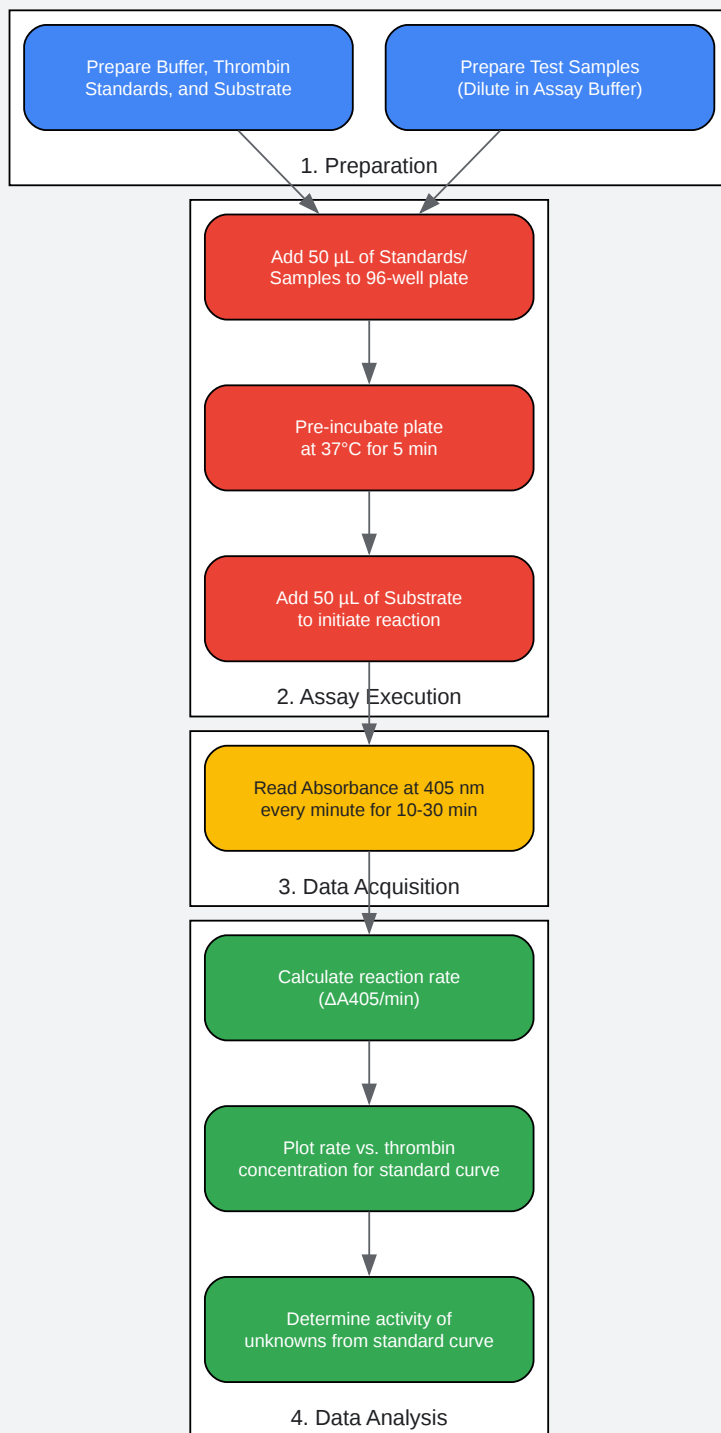 Prepare Buffer, Thrombin
Standards, and Substrate
Prepare Test Samples
(Dilute in Assay Buffer)
1. Preparation
Add 50 µL of Standards/
Samples to 96-well plate
Pre-incubate plate
at 37°C for 5 min
Add 50 µL of Substrate
to initiate reaction
2. Assay Execution
Read Absorbance at 405 nm
every minute for 10-30 min
3. Data Acquisition
Calculate reaction rate
(ΔA405/min)
Plot rate vs. thrombin
concentration for standard curve
Determine activity of
unknowns from standard curve
4. Data Analysis